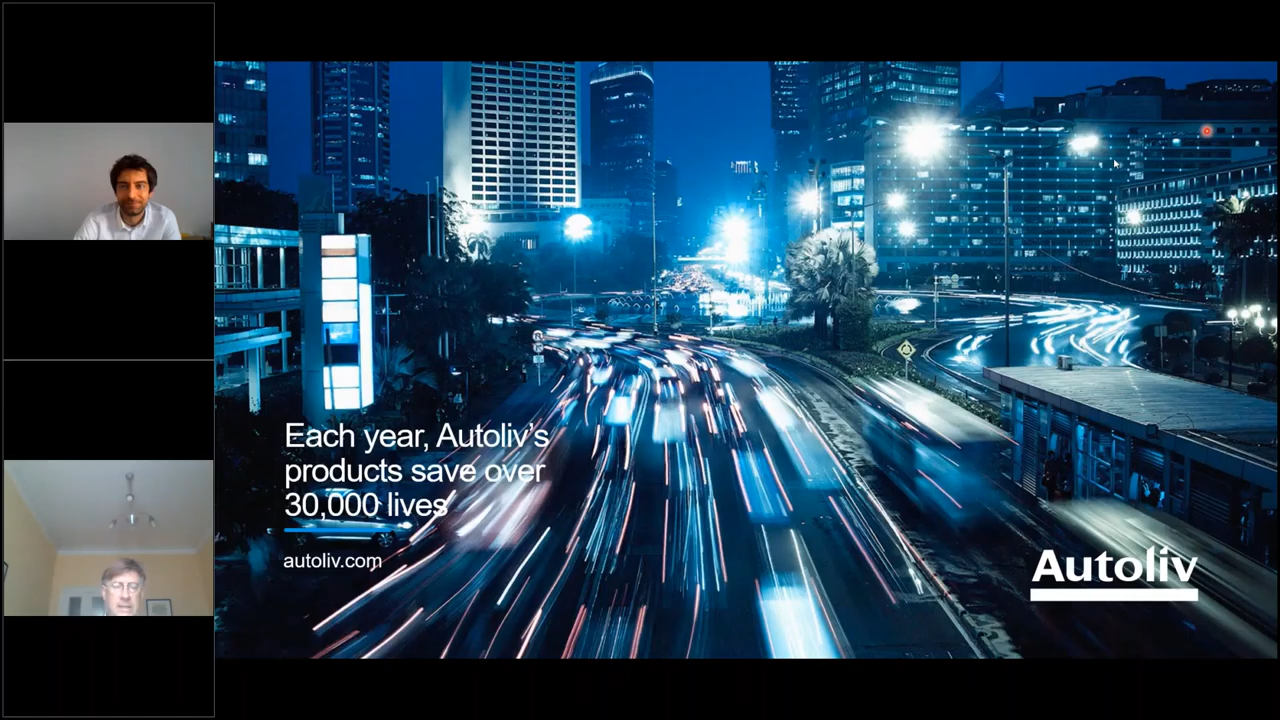 Each year, Autoliv’s
products save over
30,000 lives
autoliv.com
Autoliv